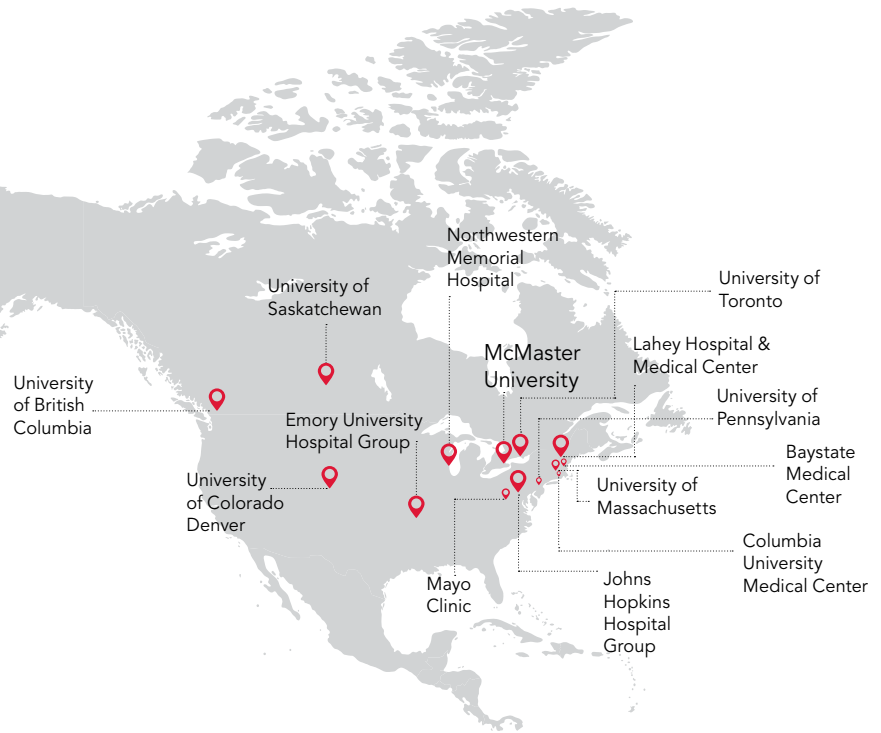 Northwestern
Memorial
Hospital
University of
Saskatchewan
University of
Toronto
McMaster
University
Lahey Hospital &
Medical Center
University
of British
Columbia
University of
Pennsylvania
Emory University
Hospital Group
Baystate
Medical
Center
University
of Colorado
Denver
University of
Massachusetts
Columbia
University
Medical Center
Mayo
Clinic
Johns
Hopkins
Hospital
Group